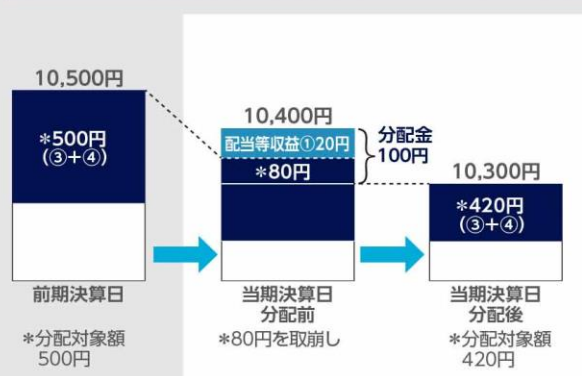 10,500円
*500円
(③+④)
前期決算日
*分配対象額
500円
10,400円
配当等収益①20円
*80円
分配金
100円
当期決算日
分配前
*80円を取崩し
10,300円
*420円
(③+④)
当期決算日
分配後
*分配対象額
420円